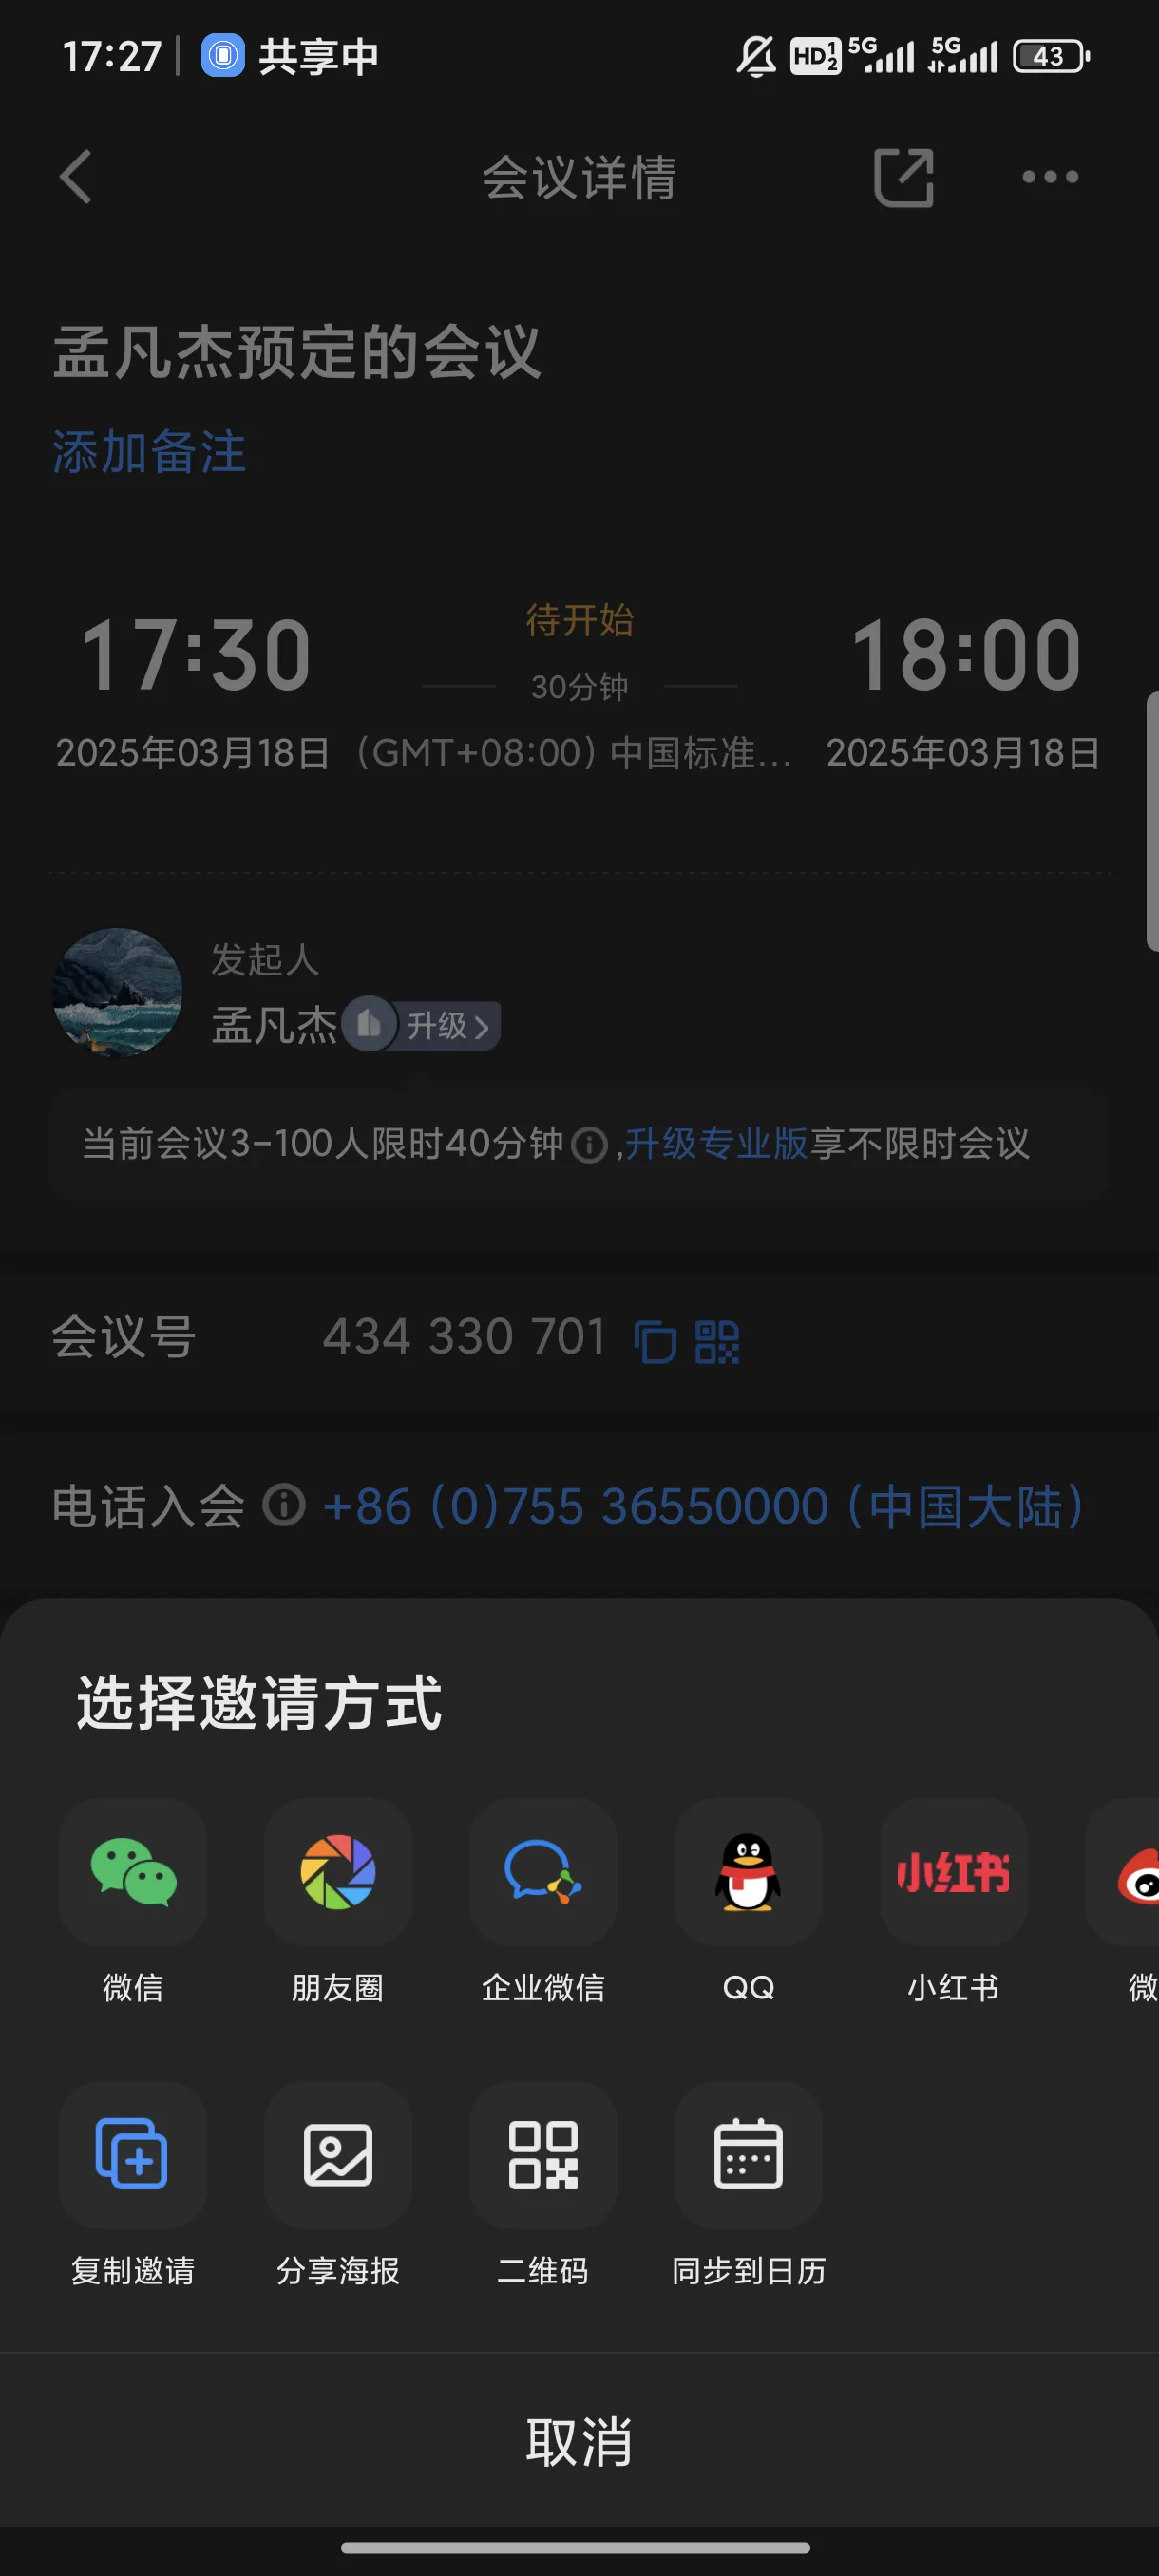 17:27 共享中 HD 1 2 5G 5G 43
会议详情
孟凡杰预定的会议
添加备注
待开始
17:30 30分钟 18:00
2025年03月18日 (GMT+08:00) 中国标准... 2025年03月18日
发起人
孟凡杰 升级
当前会议3-100人限时40分钟 ,升级专业版享不限时会议
会议号 434 330 701
电话入会 +86 (0)755 36550000 (中国大陆)
选择邀请方式
小红书
微信 朋友圈 企业微信 QQ 小红书 微
复制邀请 分享海报 二维码 同步到日历
取消